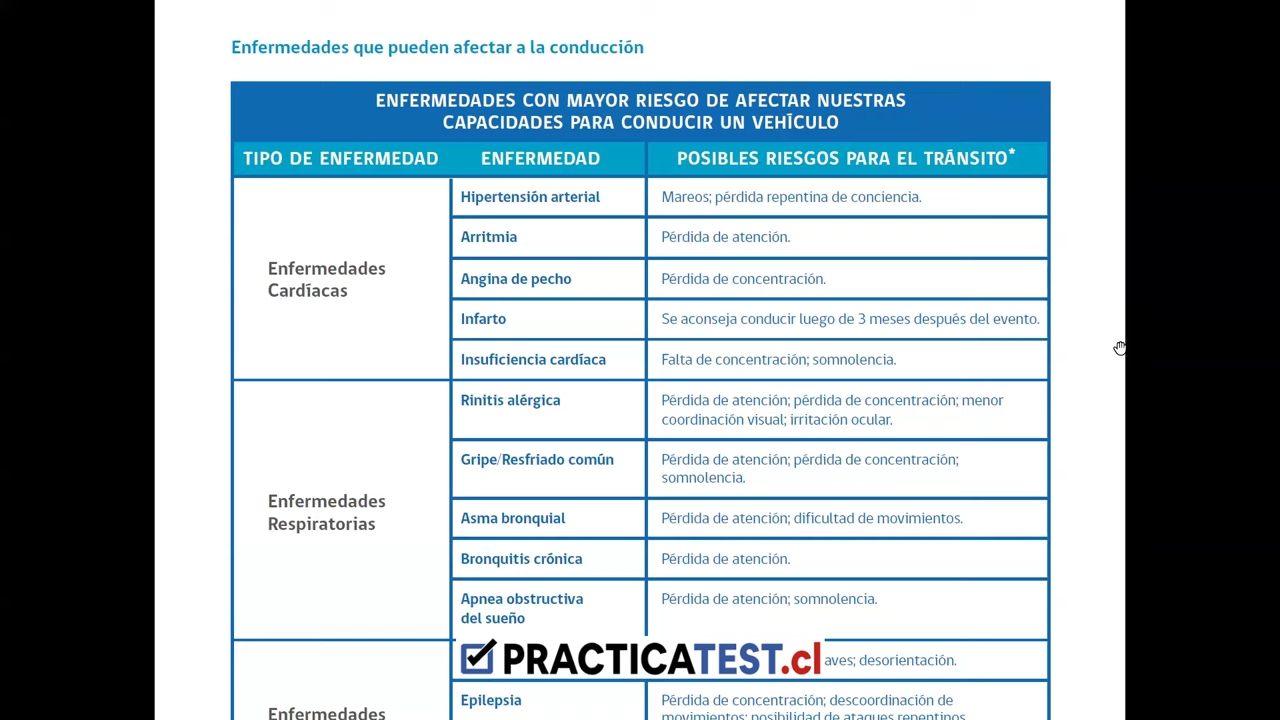 Enfermedades que pueden afectar a la conducción
ENFERMEDADES CON MAYOR RIESGO DE AFECTAR NUESTRAS
CAPACIDADES PARA CONDUCIR UN VEHÍCULO
TIPO DE ENFERMEDAD ENFERMEDAD POSIBLES RIESGOS PARA EL TRÁNSITO*
Enfermedades
Cardíacas
Hipertensión arterial Mareos; pérdida repentina de conciencia.
Arritmia Pérdida de atención.
Angina de pecho Pérdida de concentración.
Infarto Se aconseja conducir luego de 3 meses después del evento.
Insuficiencia cardíaca Falta de concentración; somnolencia.
Enfermedades
Respiratorias
Rinitis alérgica Pérdida de atención; pérdida de concentración; menor
coordinación visual; irritación ocular.
Gripe/Resfriado común Pérdida de atención; pérdida de concentración;
somnolencia.
Asma bronquial Pérdida de atención; dificultad de movimientos.
Bronquitis crónica Pérdida de atención.
Apnea obstructiva Pérdida de atención; somnolencia.
del sueño
PRACTICATEST.cl
aves; desorientación.
Enfermedades
Epilepsia Pérdida de concentración; descoordinación de
movimientos; posibilidad de ataques repentinos